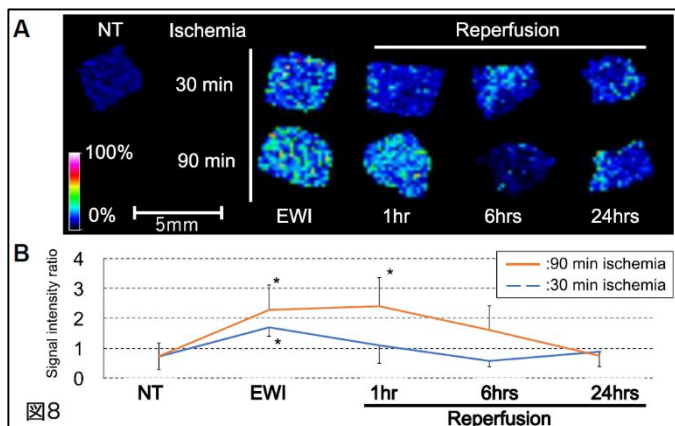 A
NT Ischemia Reperfusion
30 min
90 min
100%
0%
5mm
EWI 1hr 6hrs 24hrs
B
Signal intensity ratio
4
3
2
1
0
* *
*
:90 min ischemia
:30 min ischemia
NT EWI 1hr 6hrs 24hrs
Reperfusion
図8